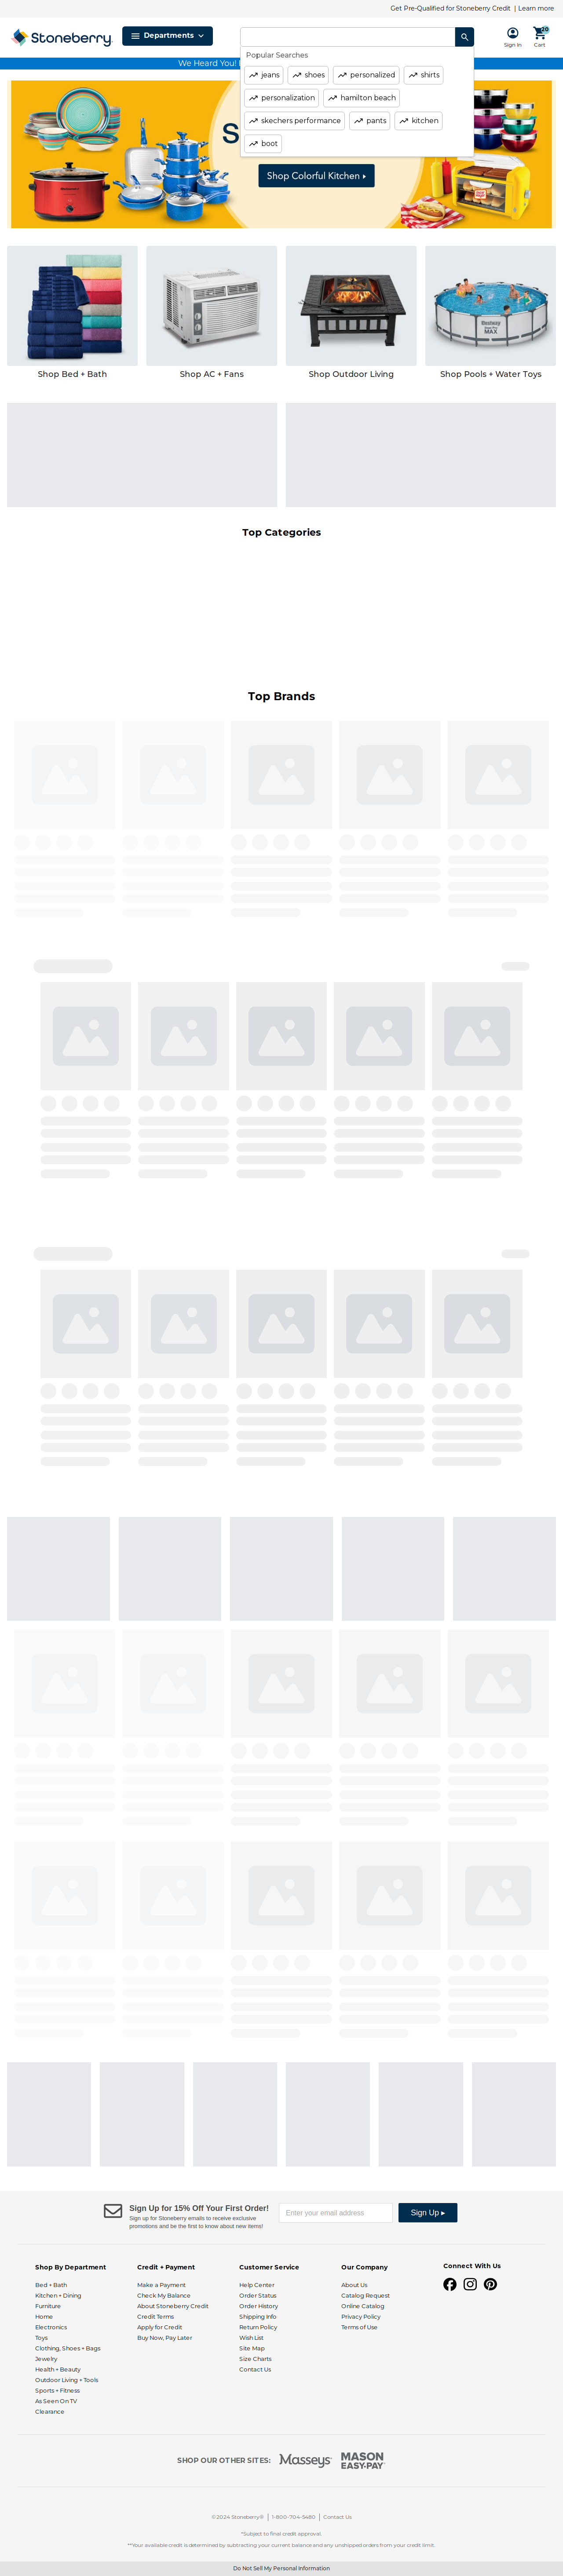 Get Pre-Qualified for Stoneberry Credit | Learn more
Stoneberry.
Departments
Sign In
Cart
We Heard You!
Popular Searches
jeans
shoes
personalized
shirts
personalization
hamilton beach
skechers performance
pants
kitchen
boot
S
Shop Colorful Kitchen
Shop Bed + Bath
Shop AC + Fans
Shop Outdoor Living
Shop Pools + Water Toys
Top Categories
Top Brands
Sign Up for 15% Off Your First Order!
Sign up for Stoneberry emails to receive exclusive
promotions and be the first to know about new items!
Enter your email address
Sign Up ▸
Shop By Department
Bed + Bath
Kitchen + Dining
Furniture
Home
Electronics
Toys
Clothing, Shoes + Bags
Jewelry
Health + Beauty
Outdoor Living + Tools
Sports + Fitness
As Seen On TV
Clearance
Credit + Payment
Make a Payment
Check My Balance
About Stoneberry Credit
Credit Terms
Apply for Credit
Buy Now, Pay Later
Customer Service
Help Center
Order Status
Order History
Shipping Info
Return Policy
Wish List
Site Map
Size Charts
Contact Us
Our Company
About Us
Catalog Request
Online Catalog
Privacy Policy
Terms of Use
Connect With Us
SHOP OUR OTHER SITES:
Masseys
MASON
EASY•PAY
©2024 Stoneberry® | 1-800-704-5480 | Contact Us
*Subject to final credit approval.
**Your available credit is determined by subtracting your current balance and any unshipped orders from your credit limit.
Do Not Sell My Personal Information